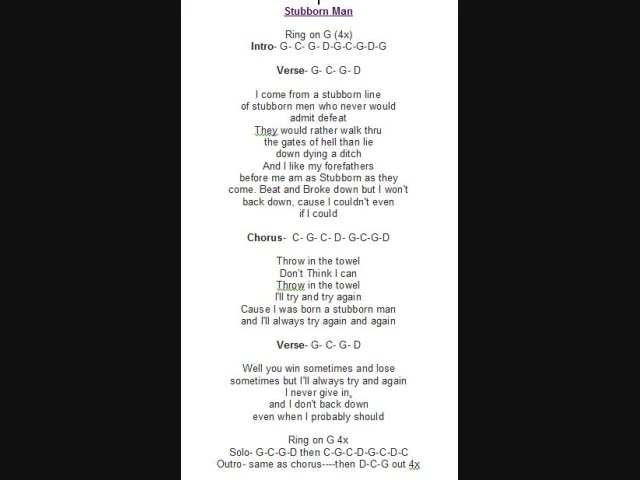 Stubborn Man
Ring on G (4x)
Intro- G- C- G- D-G-C-G-D-G
Verse- G- C- G- D
I come from a stubborn line
of stubborn men who never would
admit defeat
They would rather walk thru
the gates of hell than lie
down dying a ditch
And I like my forefathers
before me am as Stubborn as they
come. Beat and Broke down but I won't
back down, cause I couldn't even
if I could
Chorus-  C- G- C- D- G-C-G-D
Throw in the towel
Don't Think I can
Throw in the towel
I'll try and try again
Cause I was born a stubborn man
and I'll always try again and again
Verse- G- C- G- D
Well you win sometimes and lose
sometimes but I'll always try and again
I never give in,
and I don't back down
even when I probably should
Ring on G 4x
Solo- G-C-G-D then C-G-C-D-G-C-D-C
Outro- same as chorus----then D-C-G out 4x